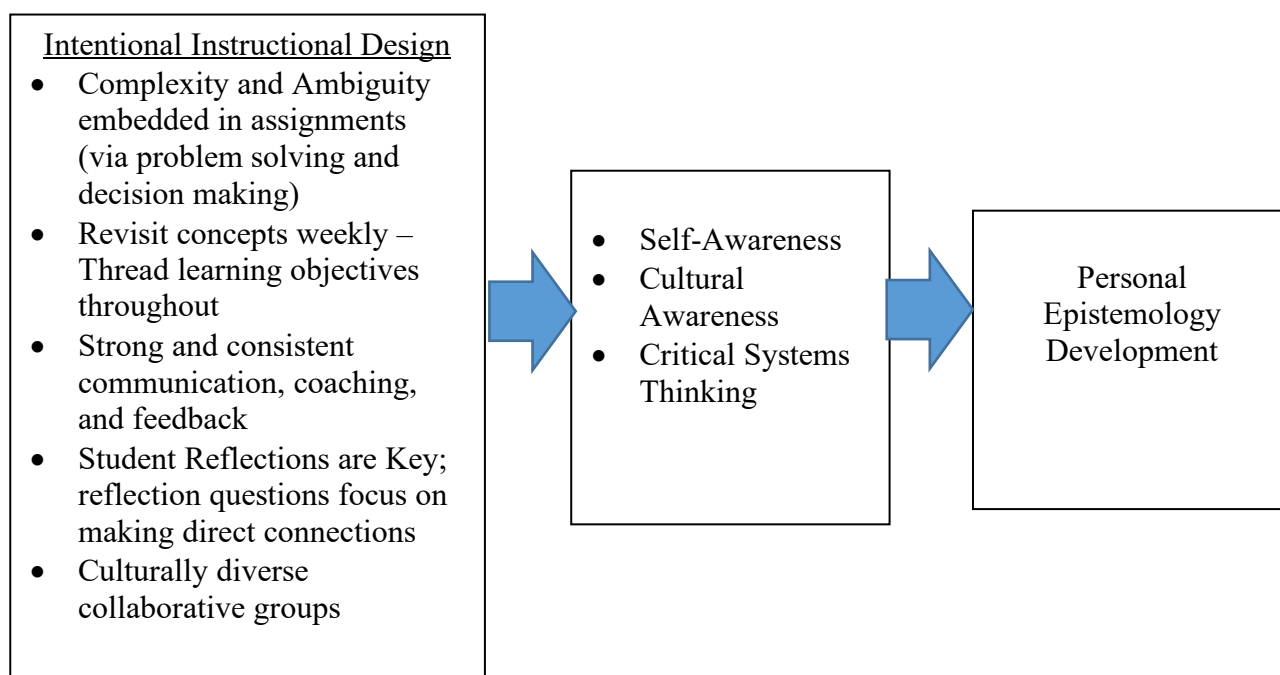 Intentional Instructional Design
• Complexity and Ambiguity
embedded in assignments
(via problem solving and
decision making)
• Revisit concepts weekly –
Thread learning objectives
throughout
• Strong and consistent
communication, coaching,
and feedback
• Student Reflections are Key;
reflection questions focus on
making direct connections
• Culturally diverse
collaborative groups
• Self-Awareness
• Cultural
Awareness
• Critical Systems
Thinking
Personal
Epistemology
Development